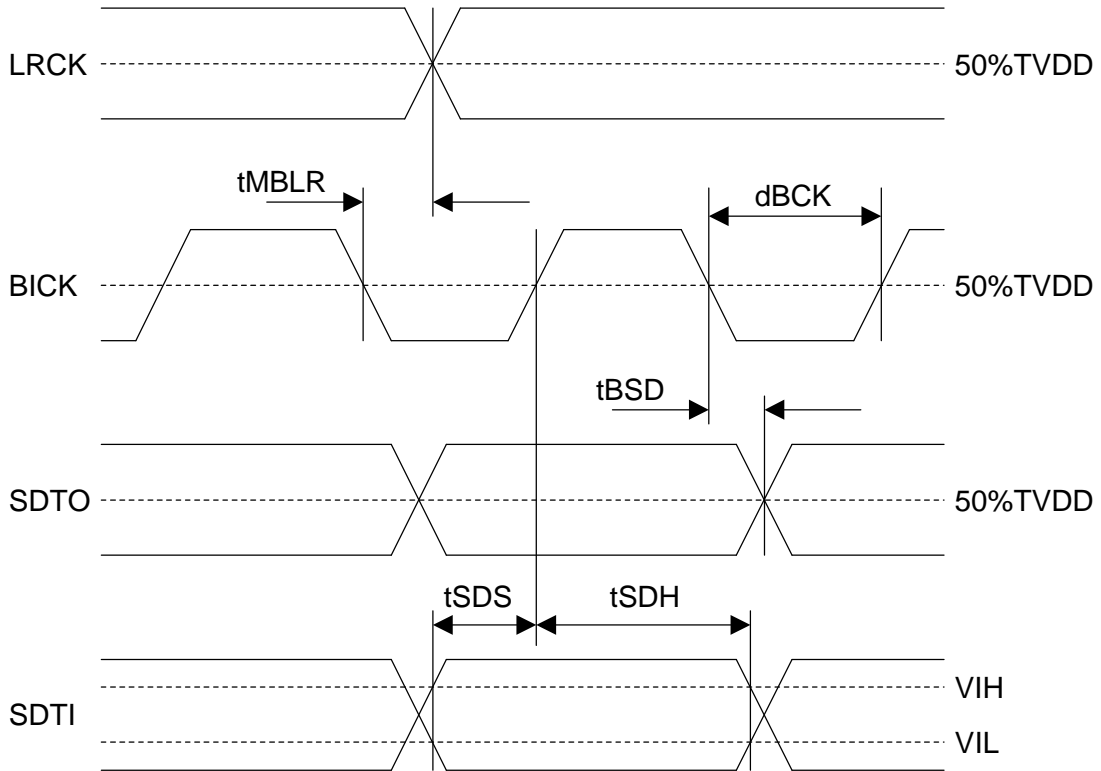 LRCK
50%TVDD
tMBLR
dBCK
BICK
50%TVDD
tBSD
SDTO
50%TVDD
tSDS
tSDH
VIH
SDTI
VIL